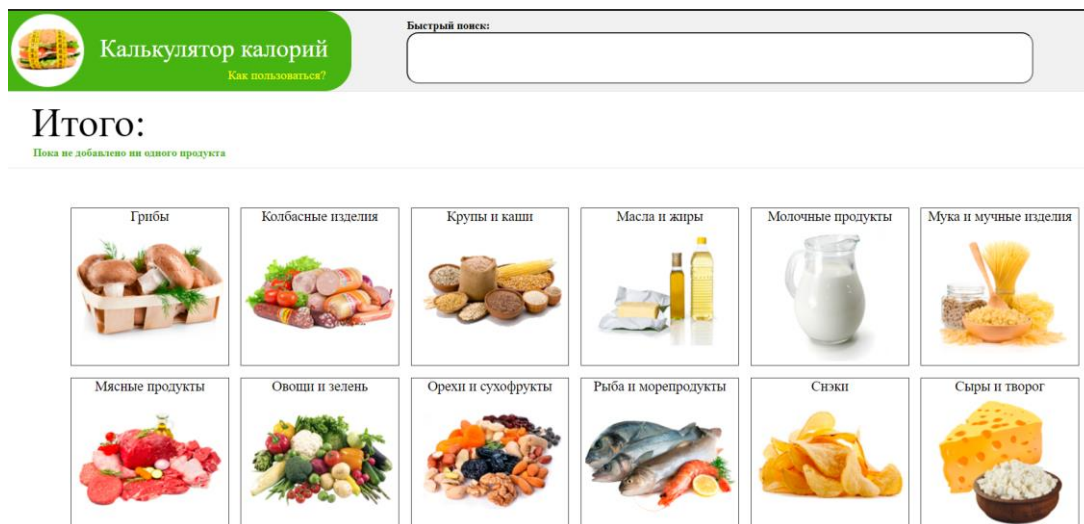 Калькулятор калорий
Как пользоваться?
Быстрый поиск:
Итого:
Пока не добавлено ни одного продукта
Грибы
Колбасные изделия
Крупы и каши
Масла и жиры
Молочные продукты
Мука и мучные изделия
Мясные продукты
Овощи и зелень
Орехи и сухофрукты
Рыба и морепродукты
Снэки
Сыры и творог